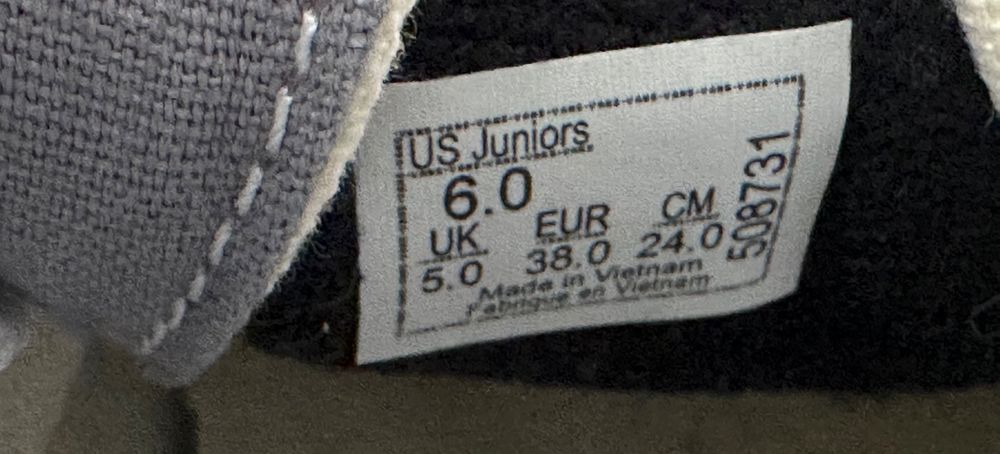 US Juniors
6.0
UK EUR CM
5.0 38.0 24.0
Made in Vietnam
Fabriqué en Vietnam
508731